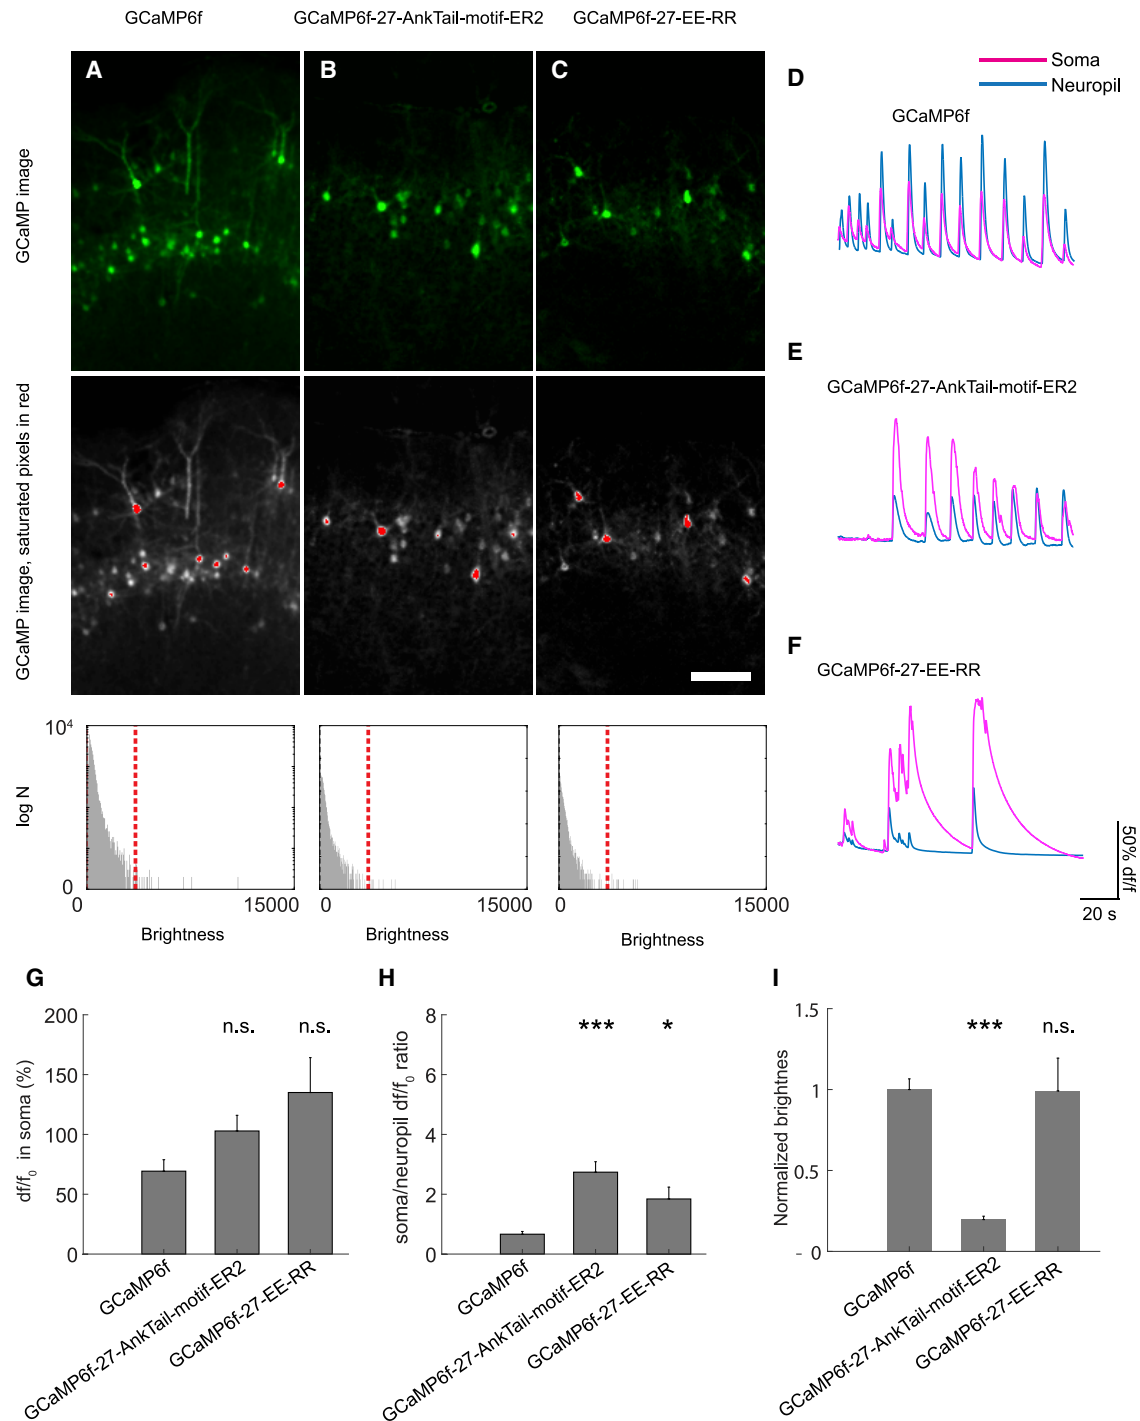 GCaMP6f
GCaMP6f-27-AnkTail-motif-ER2
GCaMP6f-27-EE-RR
GCaMP image
A
B
C
GCaMP image, saturated pixels in red
log N
10⁴
0
0
15000
Brightness
0
15000
Brightness
0
15000
Brightness
D
Soma
Neuropil
GCaMP6f
E
GCaMP6f-27-AnkTail-motif-ER2
F
GCaMP6f-27-EE-RR
50% df/f
20 s
G
df/f₀ in soma (%)
200
150
100
50
0
n.s.
n.s.
GCaMP6f
GCaMP6f-27-AnkTail-motif-ER2
GCaMP6f-27-EE-RR
H
soma/neuropil df/f₀ ratio
8
6
4
2
0
***
*
GCaMP6f
GCaMP6f-27-AnkTail-motif-ER2
GCaMP6f-27-EE-RR
I
Normalized brightnes
1.5
1
0.5
0
***
n.s.
GCaMP6f
GCaMP6f-27-AnkTail-motif-ER2
GCaMP6f-27-EE-RR